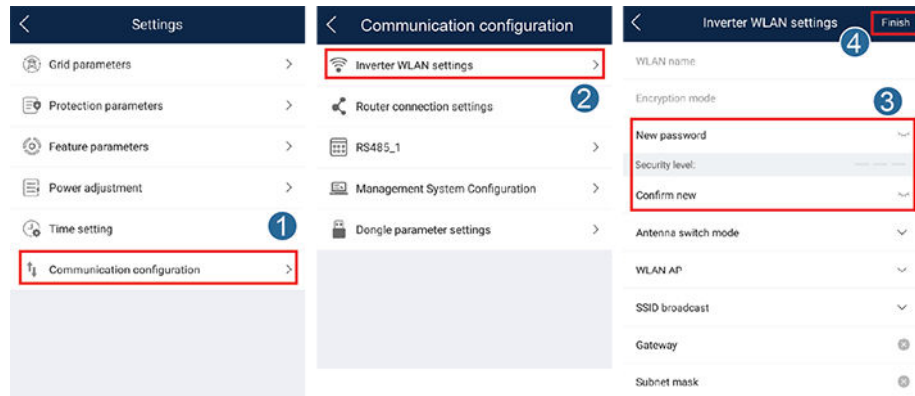 Settings
Grid parameters
Protection parameters
Feature parameters
Power adjustment
Time setting
1
Communication configuration
Communication configuration
Inverter WLAN settings
2
Router connection settings
RS485_1
Management System Configuration
Dongle parameter settings
Inverter WLAN settings
Finish
4
WLAN name
Encryption mode
3
New password
Security level:
Confirm new
Antenna switch mode
WLAN AP
SSID broadcast
Gateway
Subnet mask